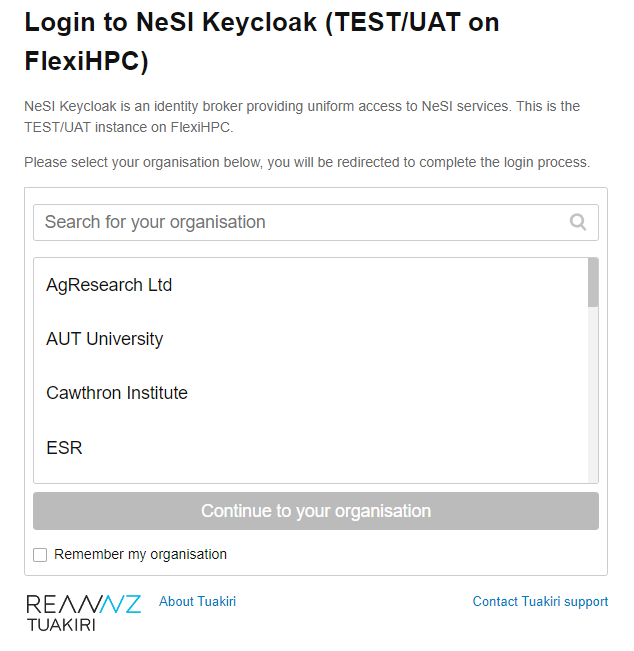 Login to NeSI Keycloak (TEST/UAT on
FlexiHPC)
NeSI Keycloak is an identity broker providing uniform access to NeSI services. This is the
TEST/UAT instance on FlexiHPC.
Please select your organisation below, you will be redirected to complete the login process.
Search for your organisation
AgResearch Ltd
AUT University
Cawthron Institute
ESR
Continue to your organisation
Remember my organisation
REANNZ
TUAKIRI
About Tuakiri
Contact Tuakiri support